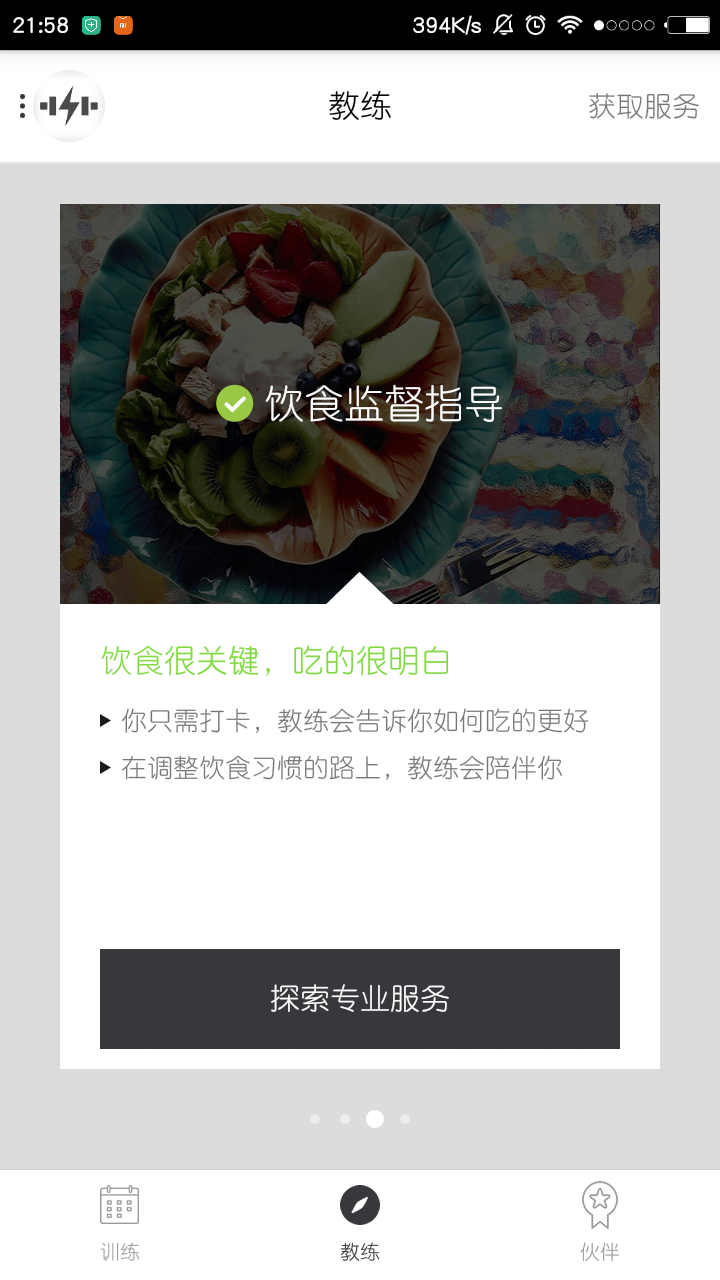 21:58
394K/s
教练
获取服务
饮食监督指导
饮食很关键，吃的很明白
你只需打卡，教练会告诉你如何吃的更好
在调整饮食习惯的路上，教练会陪伴你
探索专业服务
训练
教练
伙伴